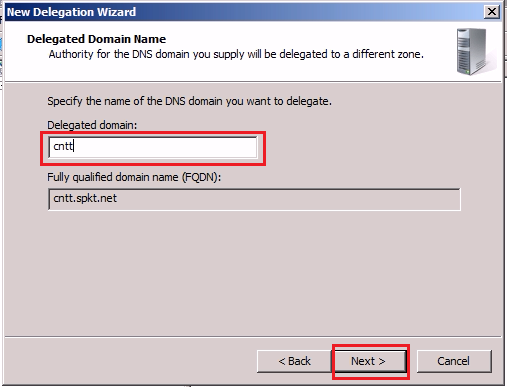 New Delegation Wizard
Delegated Domain Name
Authority for the DNS domain you supply will be delegated to a different zone.
Specify the name of the DNS domain you want to delegate.
Delegated domain:
cntt
Fully qualified domain name (FQDN):
cntt.spkt.net
< Back Next > Cancel